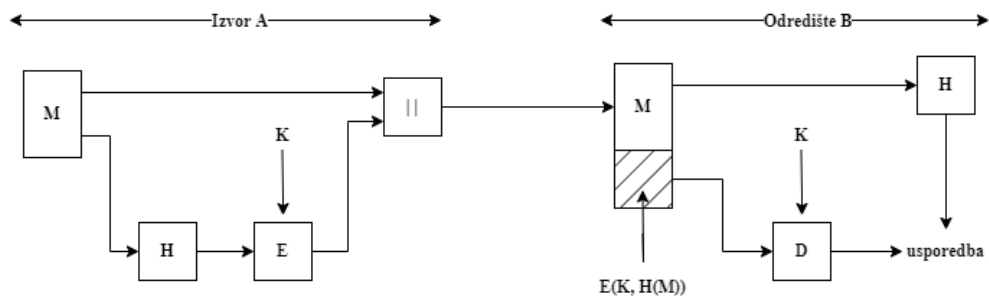 Izvor A
Odredište B
M
||
H
E
K
M
H
K
D
usporedba
E(K, H(M))